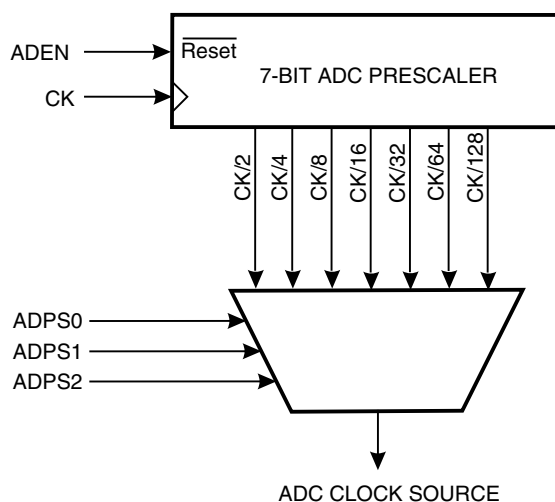 ADEN
Reset
7-BIT ADC PRESCALER
CK
CK/2
CK/4
CK/8
CK/16
CK/32
CK/64
CK/128
ADPS0
ADPS1
ADPS2
ADC CLOCK SOURCE